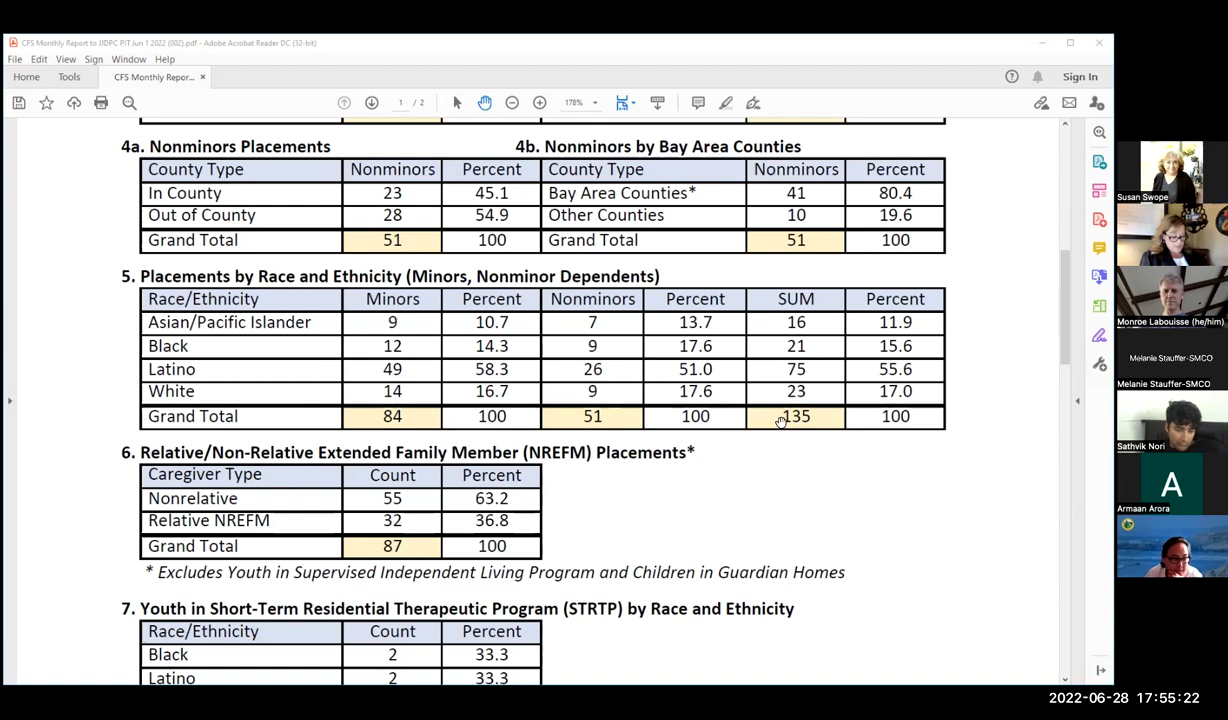 CFS Monthly Report to JJDPC PIT Jun 1 2022 (002).pdf - Adobe Acrobat Reader DC (32-bit)
File Edit View Sign Window Help
Home Tools CFS Monthly Repor... × Sign In
1 / 2 178%
4a. Nonminors Placements 4b. Nonminors by Bay Area Counties
County Type Nonminors Percent County Type Nonminors Percent
In County 23 45.1 Bay Area Counties* 41 80.4
Out of County 28 54.9 Other Counties 10 19.6
Grand Total 51 100 Grand Total 51 100
5. Placements by Race and Ethnicity (Minors, Nonminor Dependents)
Race/Ethnicity Minors Percent Nonminors Percent SUM Percent
Asian/Pacific Islander 9 10.7 7 13.7 16 11.9
Black 12 14.3 9 17.6 21 15.6
Latino 49 58.3 26 51.0 75 55.6
White 14 16.7 9 17.6 23 17.0
Grand Total 84 100 51 100 135 100
6. Relative/Non-Relative Extended Family Member (NREFM) Placements*
Caregiver Type Count Percent
Nonrelative 55 63.2
Relative NREFM 32 36.8
Grand Total 87 100
* Excludes Youth in Supervised Independent Living Program and Children in Guardian Homes
7. Youth in Short-Term Residential Therapeutic Program (STRTP) by Race and Ethnicity
Race/Ethnicity Count Percent
Black 2 33.3
Latino 2 33.3
Susan Swope
Monroe Labouisse (he/him)
Melanie Stauffer-SMCO
Melanie Stauffer-SMCO
Sathvik Nori
A
Armaan Arora
2022-06-28 17:55:22